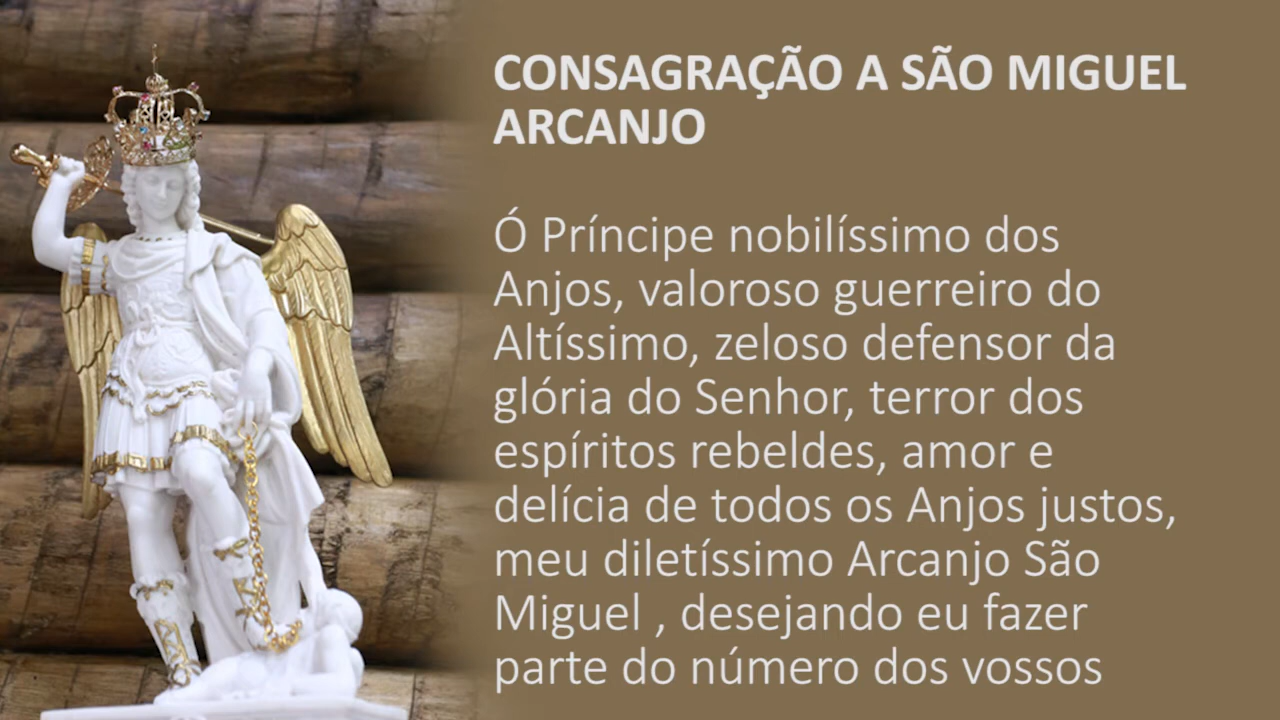 CONSAGRAÇÃO A SÃO MIGUEL
ARCANJO
Ó Príncipe nobilíssimo dos
Anjos, valoroso guerreiro do
Altíssimo, zeloso defensor da
glória do Senhor, terror dos
espíritos rebeldes, amor e
delícia de todos os Anjos justos,
meu diletíssimo Arcanjo São
Miguel , desejando eu fazer
parte do número dos vossos